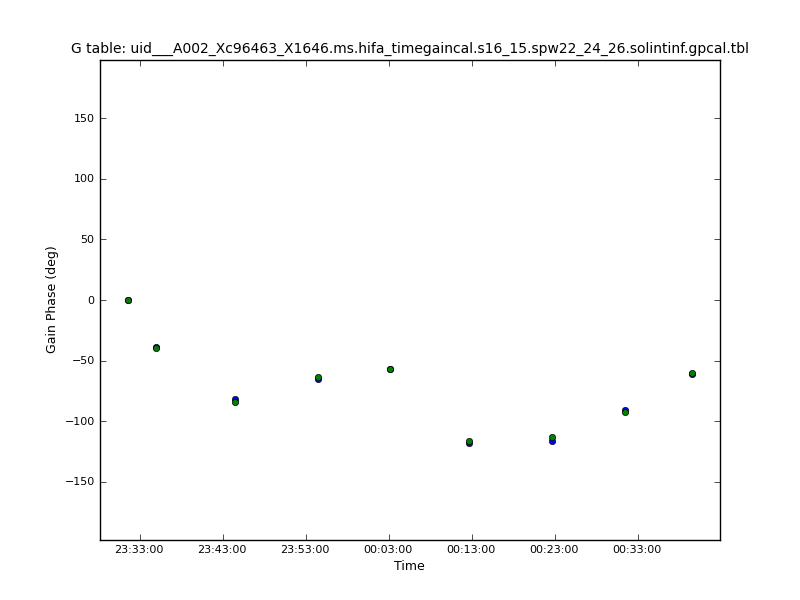 G table: uid___A002_Xc96463_X1646.ms.hifa_timegaincal.s16_15.spw22_24_26.solintinf.gpcal.tbl
150
100
50
0
−50
−100
−150
Gain Phase (deg)
23:33:00 23:43:00 23:53:00 00:03:00 00:13:00 00:23:00 00:33:00
Time